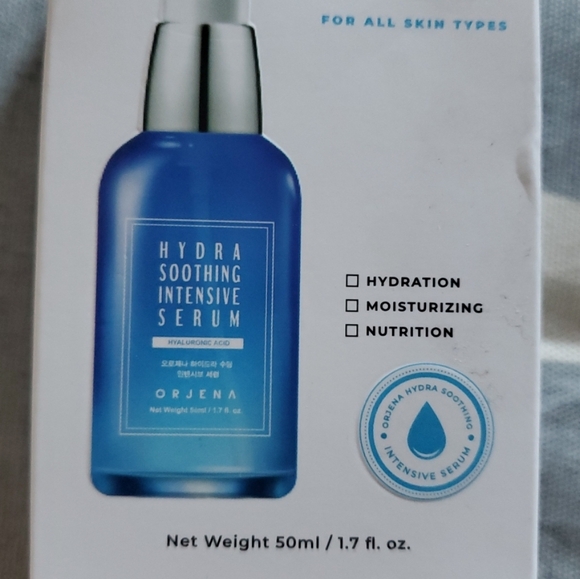 FOR ALL SKIN TYPES
HYDRA
SOOTHING
INTENSIVE
SERUM
HYALURONIC ACID
오르제나 하이드라 수딩
인텐시브 세럼
ORJENA
Net Weight 50ml / 1.7 fl. oz.
HYDRATION
MOISTURIZING
NUTRITION
ORJENA HYDRA SOOTHING
INTENSIVE SERUM
Net Weight 50ml / 1.7 fl. oz.